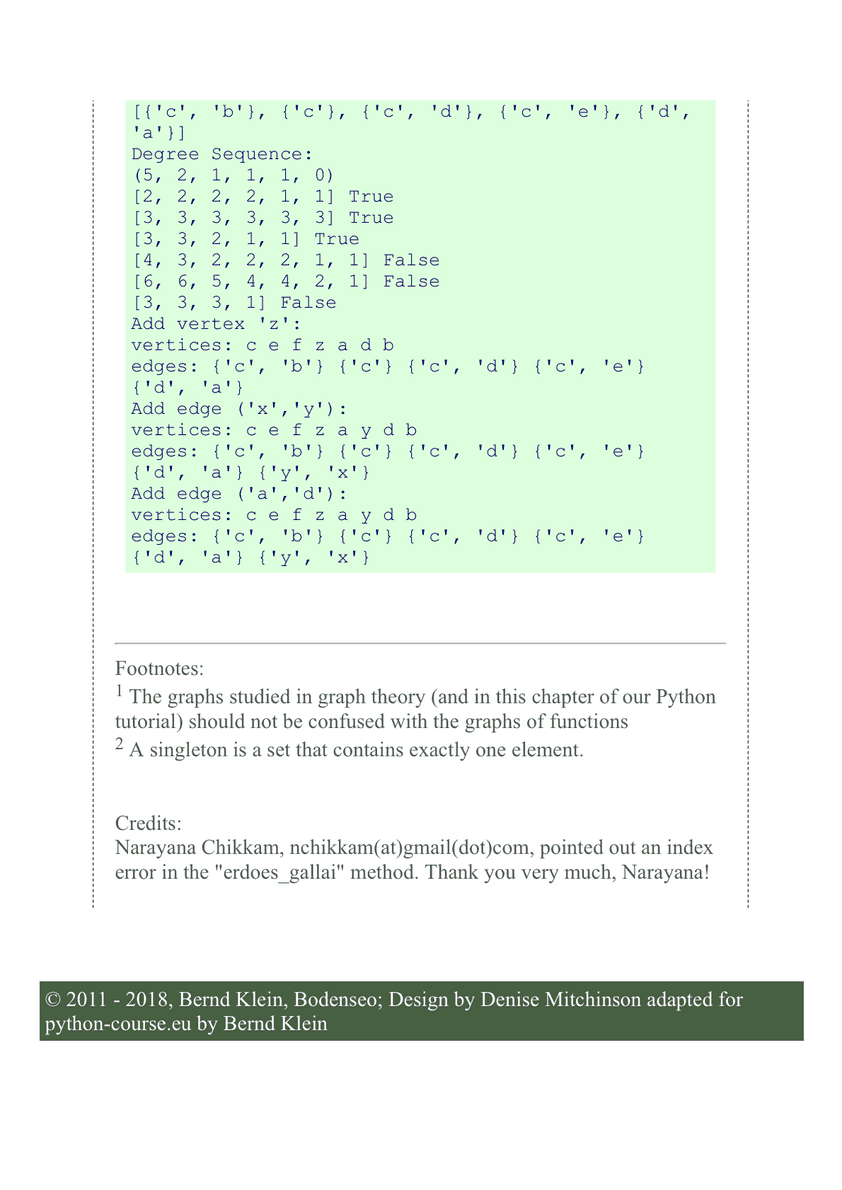 [{'c', 'b'}, {'c'}, {'c', 'd'}, {'c', 'e'}, {'d',
'a'}]
Degree Sequence:
(5, 2, 1, 1, 1, 0)
[2, 2, 2, 2, 1, 1] True
[3, 3, 3, 3, 3, 3] True
[3, 3, 2, 1, 1] True
[4, 3, 2, 2, 2, 1, 1] False
[6, 6, 5, 4, 4, 2, 1] False
[3, 3, 3, 1] False
Add vertex 'z':
vertices: c e f z a d b
edges: {'c', 'b'} {'c'} {'c', 'd'} {'c', 'e'}
{'d', 'a'}
Add edge ('x','y'):
vertices: c e f z a y d b
edges: {'c', 'b'} {'c'} {'c', 'd'} {'c', 'e'}
{'d', 'a'} {'y', 'x'}
Add edge ('a','d'):
vertices: c e f z a y d b
edges: {'c', 'b'} {'c'} {'c', 'd'} {'c', 'e'}
{'d', 'a'} {'y', 'x'}
Footnotes:
1 The graphs studied in graph theory (and in this chapter of our Python
tutorial) should not be confused with the graphs of functions
2 A singleton is a set that contains exactly one element.
Credits:
Narayana Chikkam, nchikkam(at)gmail(dot)com, pointed out an index
error in the "erdoes_gallai" method. Thank you very much, Narayana!
© 2011 - 2018, Bernd Klein, Bodenseo; Design by Denise Mitchinson adapted for
python-course.eu by Bernd Klein